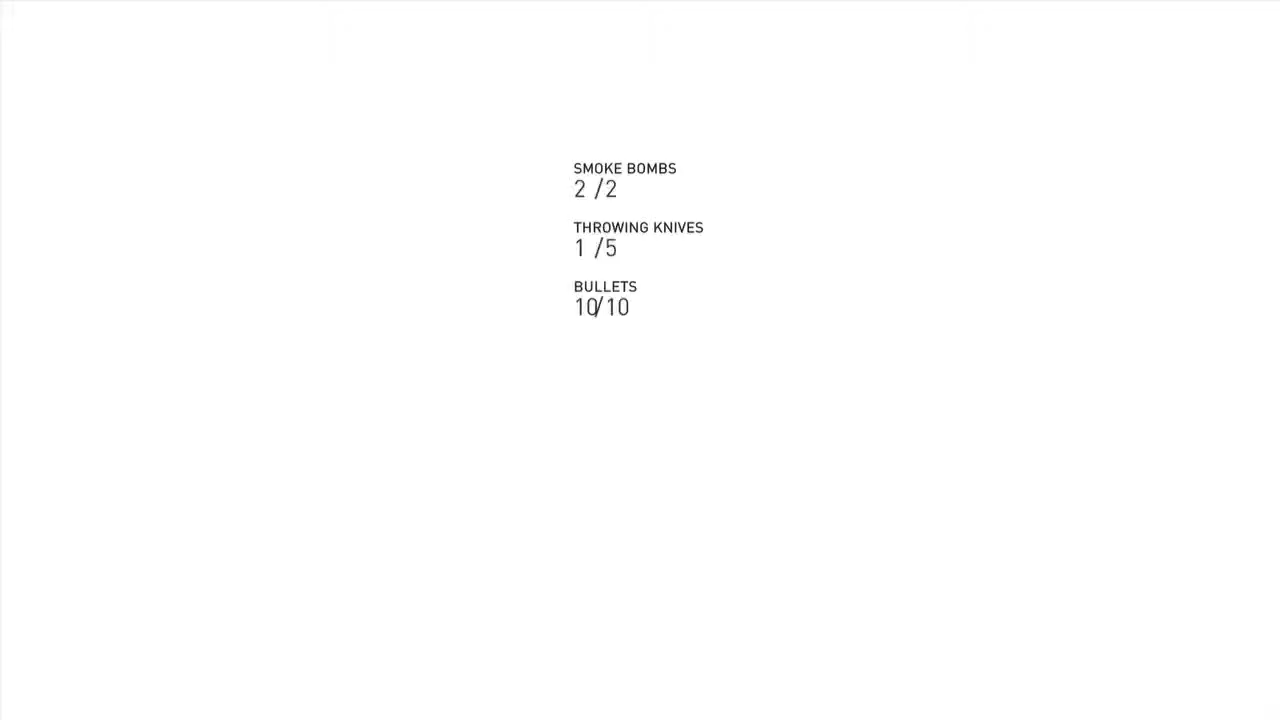 SMOKE BOMBS
2 /2
THROWING KNIVES
1 /5
BULLETS
10/10